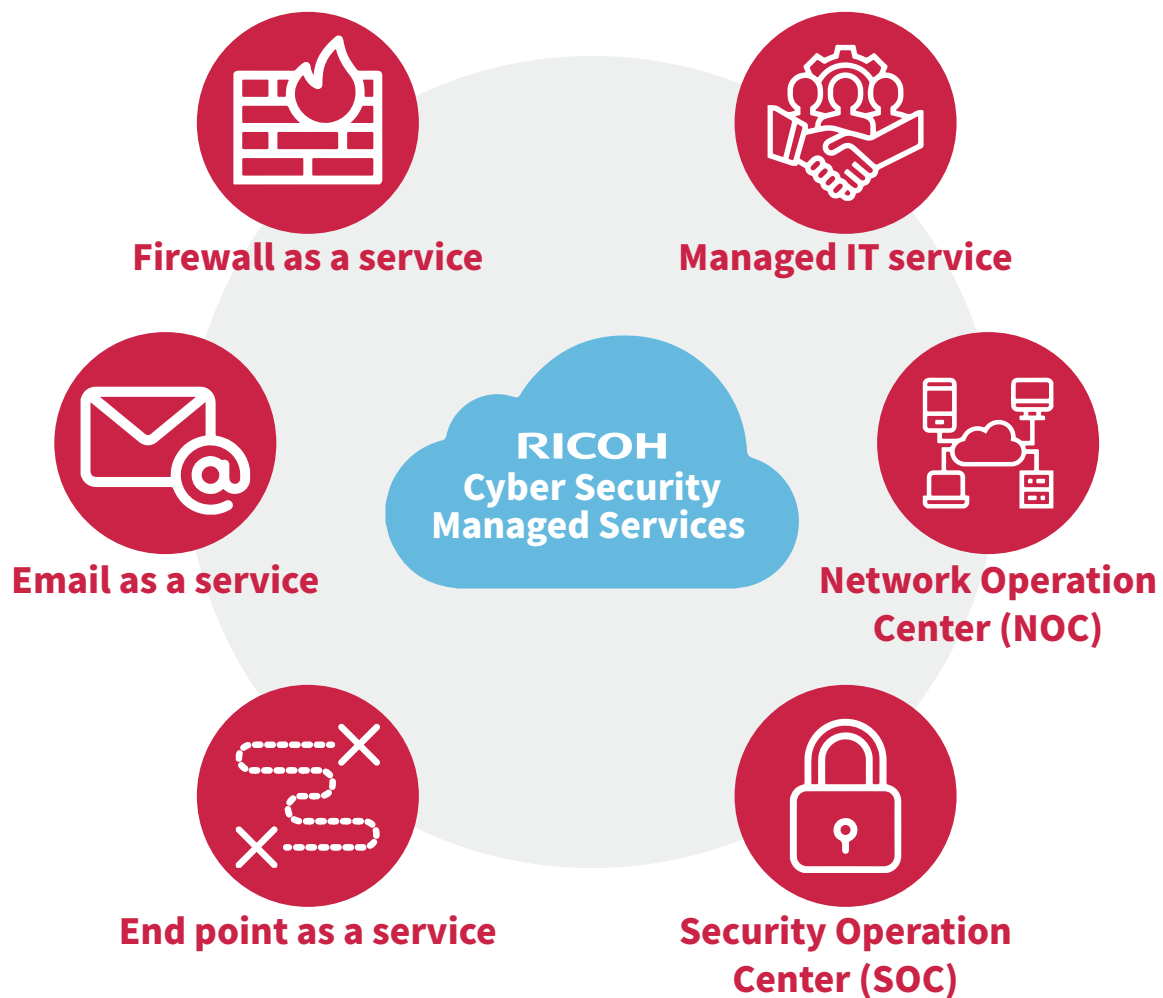 Firewall as a service
Managed IT service
RICOH
Cyber Security
Managed Services
Email as a service
Network Operation
Center (NOC)
End point as a service
Security Operation
Center (SOC)